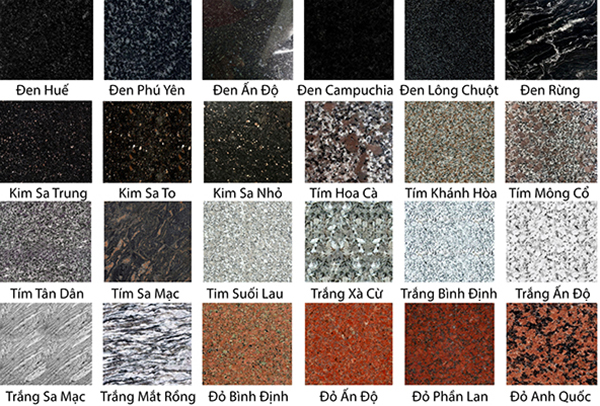 Đen Huế Đen Phú Yên Đen Ấn Độ Đen Campuchia Đen Lông Chuột Đen Rừng
Kim Sa Trung Kim Sa To Kim Sa Nhỏ Tím Hoa Cà Tím Khánh Hòa Tím Mông Cổ
Tím Tân Dân Tím Sa Mạc Tim Suối Lau Trắng Xà Cừ Trắng Bình Định Trắng Ấn Độ
Trắng Sa Mạc Trắng Mắt Rồng Đỏ Bình Định Đỏ Ấn Độ Đỏ Phần Lan Đỏ Anh Quốc